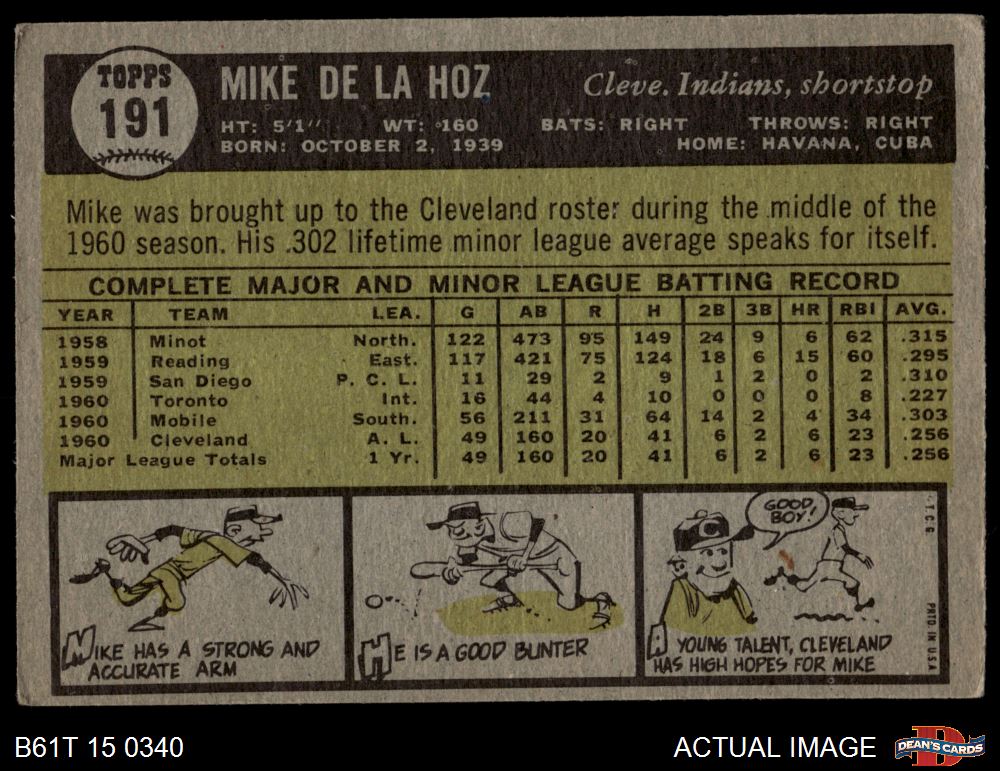 TOPPS
191
MIKE DE LA HOZ
Cleve. Indians, shortstop
HT: 5'1" WT: 160 BATS: RIGHT THROWS: RIGHT
BORN: OCTOBER 2, 1939 HOME: HAVANA, CUBA
Mike was brought up to the Cleveland roster during the middle of the
1960 season. His .302 lifetime minor league average speaks for itself.
COMPLETE MAJOR AND MINOR LEAGUE BATTING RECORD
YEAR TEAM LEA. G AB R H 2B 3B HR RBI AVG.
1958 Minot North. 122 473 95 149 24 9 6 62 .315
1959 Reading East. 117 421 75 124 18 6 15 60 .295
1959 San Diego P. C. L. 11 29 2 9 1 2 0 2 .310
1960 Toronto Int. 16 44 4 10 0 0 0 8 .227
1960 Mobile South. 56 211 31 64 14 2 4 34 .303
1960 Cleveland A. L. 49 160 20 41 6 2 6 23 .256
Major League Totals 1 Yr. 49 160 20 41 6 2 6 23 .256
MIKE HAS A STRONG AND
ACCURATE ARM
HE IS A GOOD BUNTER
C
GOOD
BOY!
A YOUNG TALENT, CLEVELAND
HAS HIGH HOPES FOR MIKE
T.C.G.
PRTD IN U.S.A.
B61T 15 0340
ACTUAL IMAGE
DEAN'S CARDS